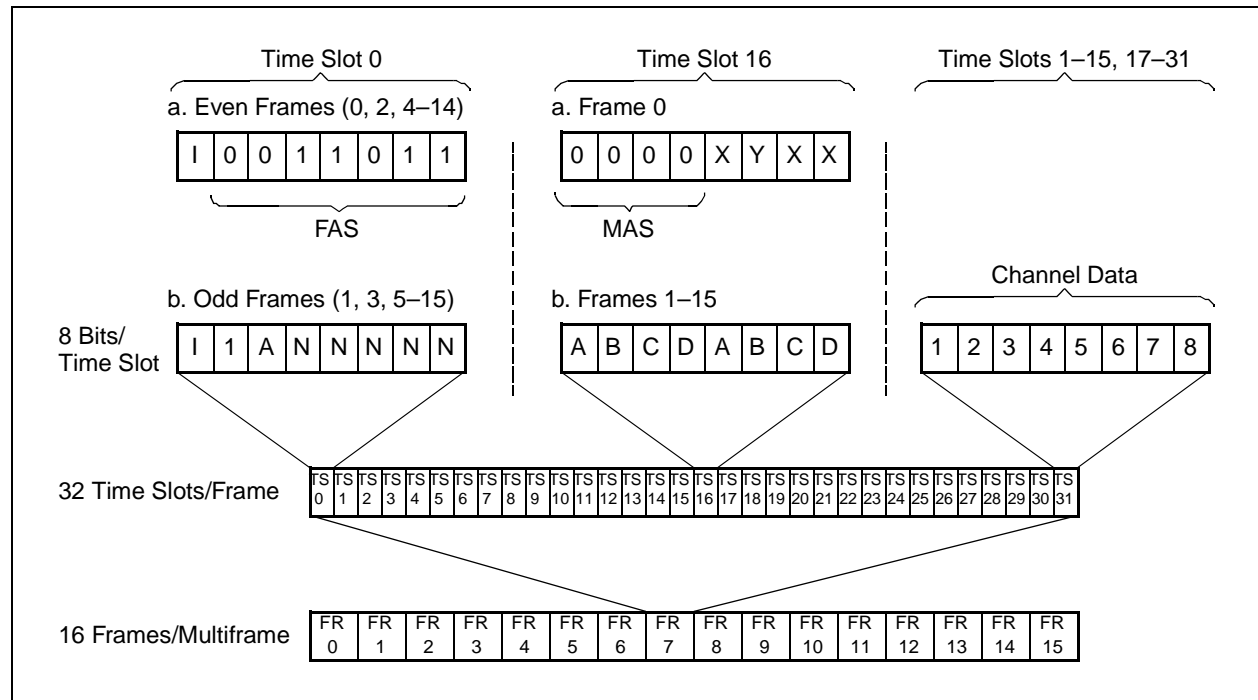 Time Slot 0
Time Slot 16
Time Slots 1–15, 17–31
a. Even Frames (0, 2, 4–14)
a. Frame 0
I 0 0 1 1 0 1 1
0 0 0 0 X Y X X
FAS
MAS
Channel Data
b. Odd Frames (1, 3, 5–15)
b. Frames 1–15
8 Bits/
Time Slot
I 1 A N N N N N
A B C D A B C D
1 2 3 4 5 6 7 8
32 Time Slots/Frame
TS TS TS TS TS TS TS TS TS TS TS TS TS TS TS TS TS TS TS TS TS TS TS TS TS TS TS TS TS TS TS TS
0 1 2 3 4 5 6 7 8 9 10 11 12 13 14 15 16 17 18 19 20 21 22 23 24 25 26 27 28 29 30 31
16 Frames/Multiframe
FR FR FR FR FR FR FR FR FR FR FR FR FR FR FR FR
0 1 2 3 4 5 6 7 8 9 10 11 12 13 14 15